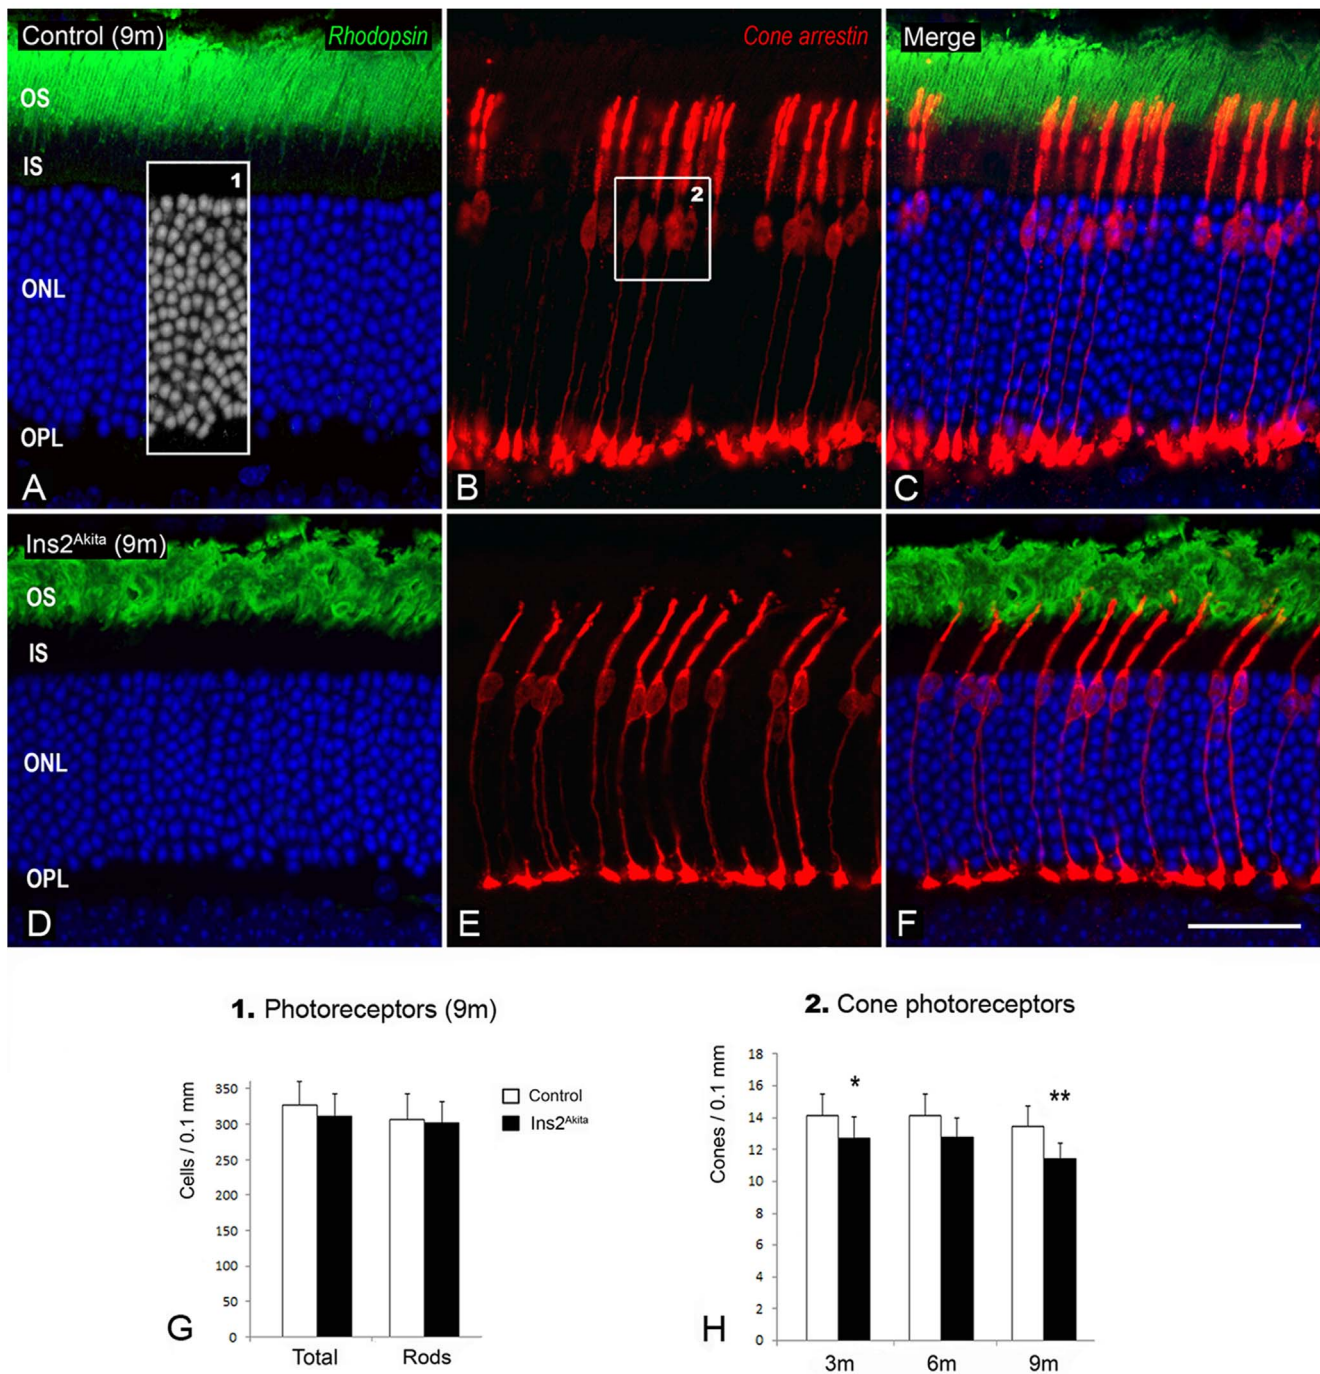 Control (9m) Rhodopsin
OS
IS
1
ONL
OPL
A
Cone arrestin
2
B
Merge
C
Ins2Akita (9m)
OS
IS
ONL
OPL
D
E
F
1. Photoreceptors (9m)
Cells / 0.1 mm
350
300
250
200
150
100
50
0
Total Rods
Control
Ins2Akita
G
2. Cone photoreceptors
Cones / 0.1 mm
18
16
14
12
10
8
6
4
2
0
* **
3m 6m 9m
H